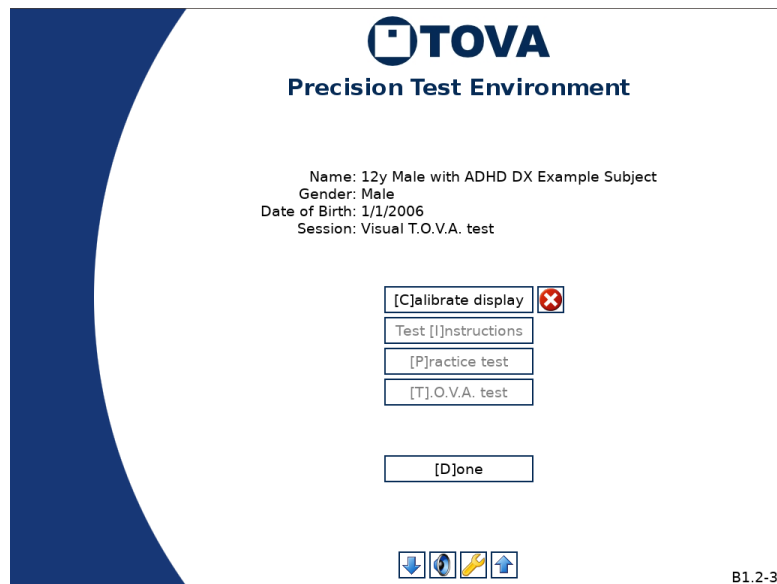 TOVA
Precision Test Environment
Name: 12y Male with ADHD DX Example Subject
Gender: Male
Date of Birth: 1/1/2006
Session: Visual T.O.V.A. test
[C]alibrate display
Test [I]nstructions
[P]ractice test
[T].O.V.A. test
[D]one
B1.2-3